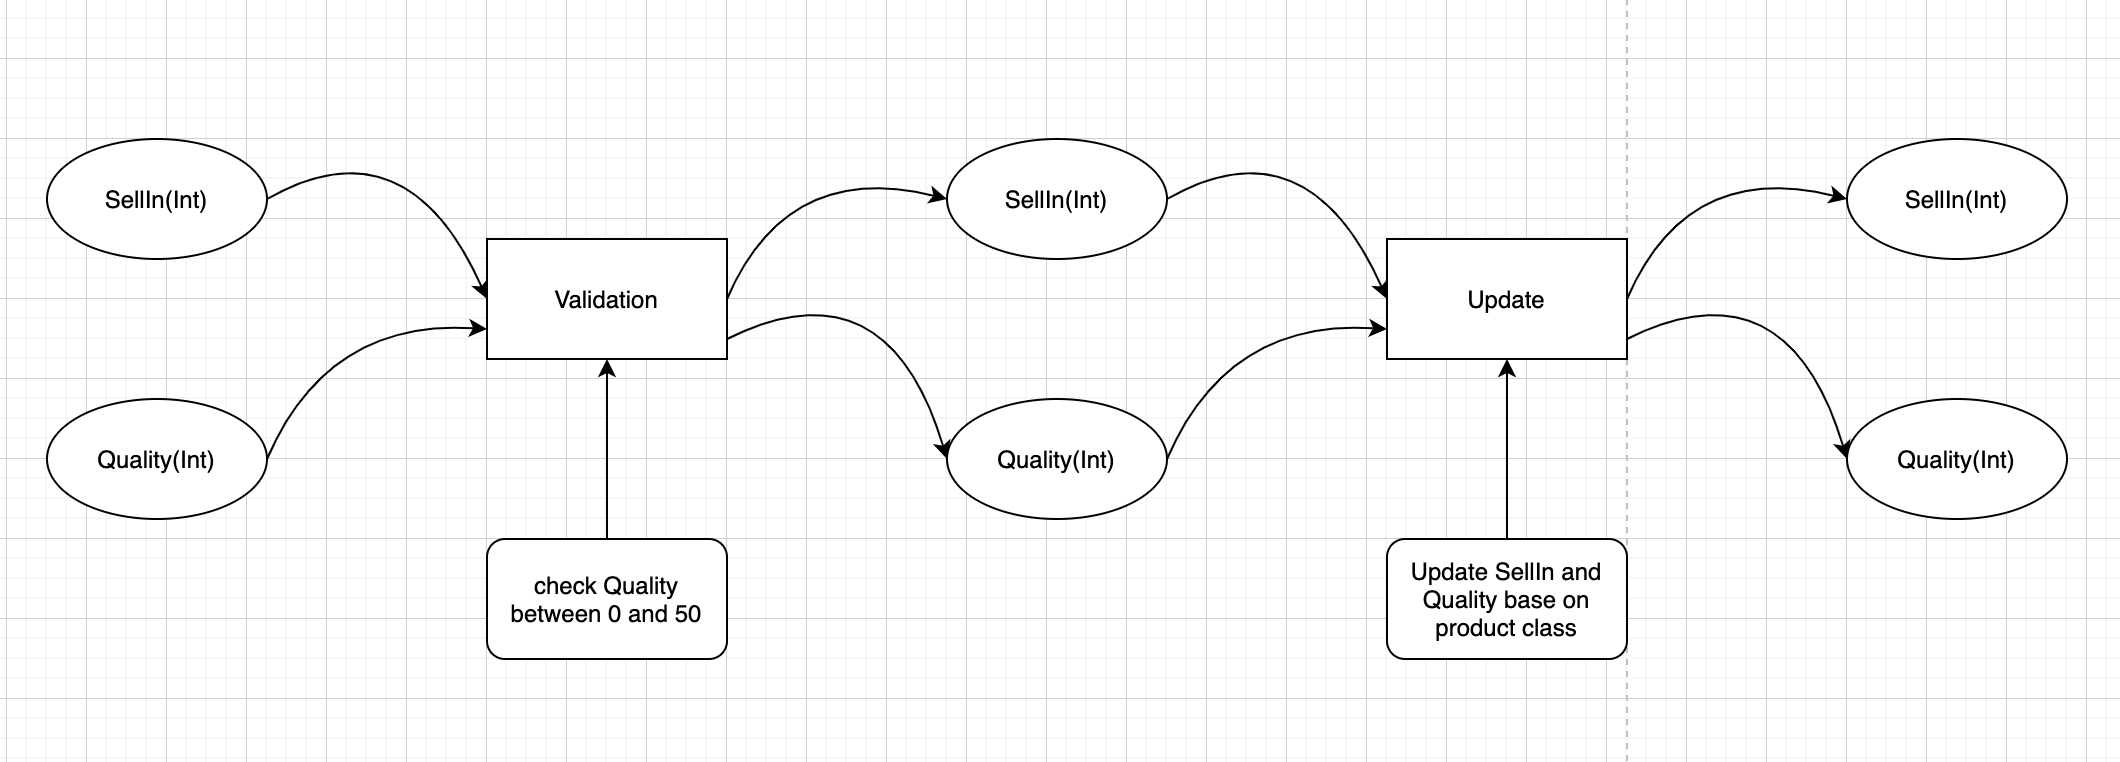 SellIn(Int)
SellIn(Int)
SellIn(Int)
Validation
Update
Quality(Int)
Quality(Int)
Quality(Int)
check Quality
between 0 and 50
Update SellIn and
Quality base on
product class